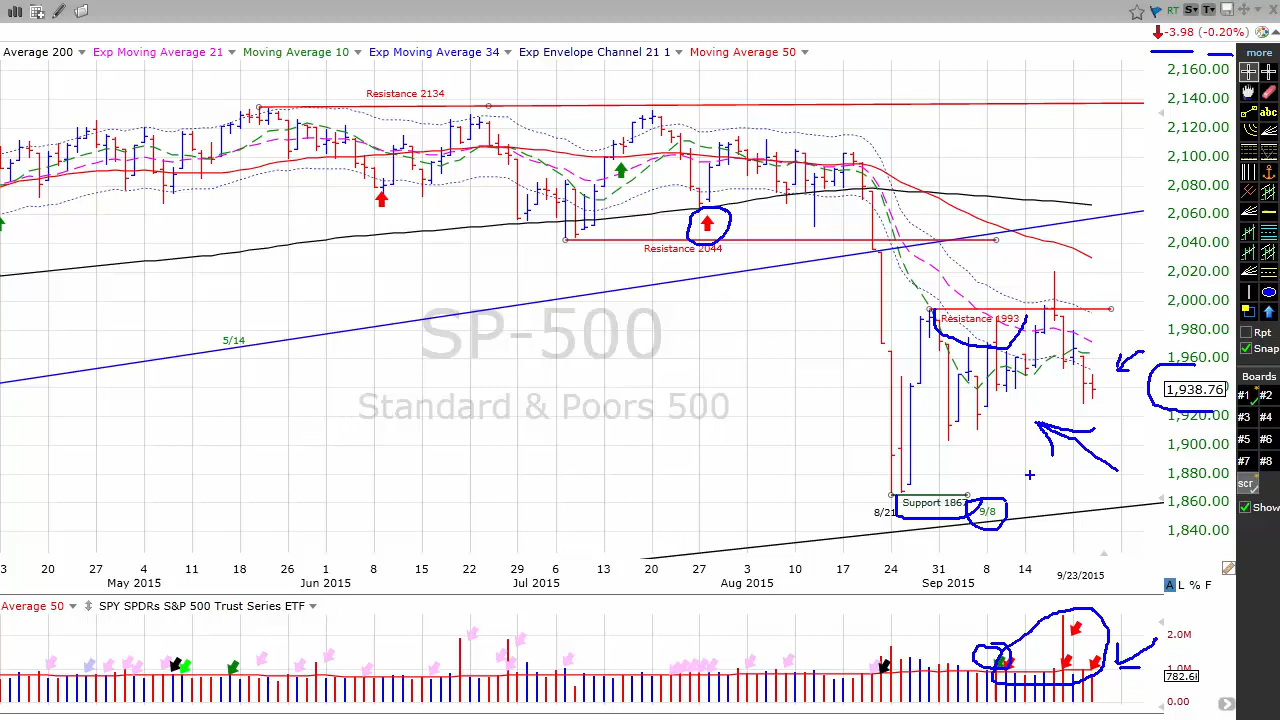 RT S T
-3.98 (-0.20%)
Average 200 Exp Moving Average 21 Moving Average 10 Exp Moving Average 34 Exp Envelope Channel 21 1 Moving Average 50
more
2,160.00
2,140.00
2,120.00
2,100.00
2,080.00
2,060.00
2,040.00
2,020.00
2,000.00
1,980.00
1,960.00
1,938.76
1,920.00
1,900.00
1,880.00
1,860.00
1,840.00
Resistance 2134
Resistance 2044
Resistance 1993
5/14
SP-500
Standard & Poors 500
Support 1867
8/21
9/8
abc
Rpt
Snap
Boards
#1 #2
#3 #4
#5 #6
#7 #8
scr
Show
3 20 27 4 11 18 26 1 8 15 22 29 6 13 20 27 3 10 17 24 31 8 14
May 2015 Jun 2015 Jul 2015 Aug 2015 Sep 2015 9/23/2015
A L % F
Average 50 SPY SPDRs S&P 500 Trust Series ETF
2.0M
1.0M
782.6
0.00